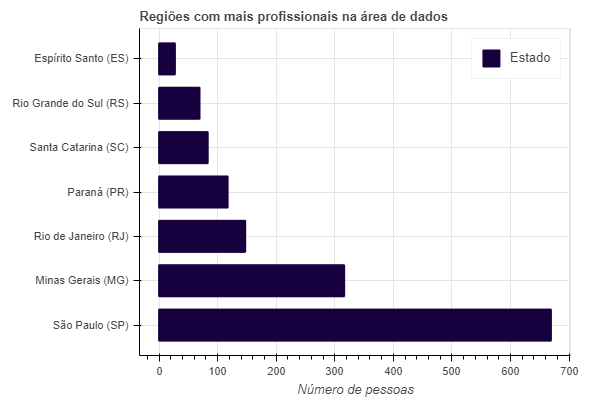 Regiões com mais profissionais na área de dados
Estado
Espírito Santo (ES)
Rio Grande do Sul (RS)
Santa Catarina (SC)
Paraná (PR)
Rio de Janeiro (RJ)
Minas Gerais (MG)
São Paulo (SP)
0 100 200 300 400 500 600 700
Número de pessoas